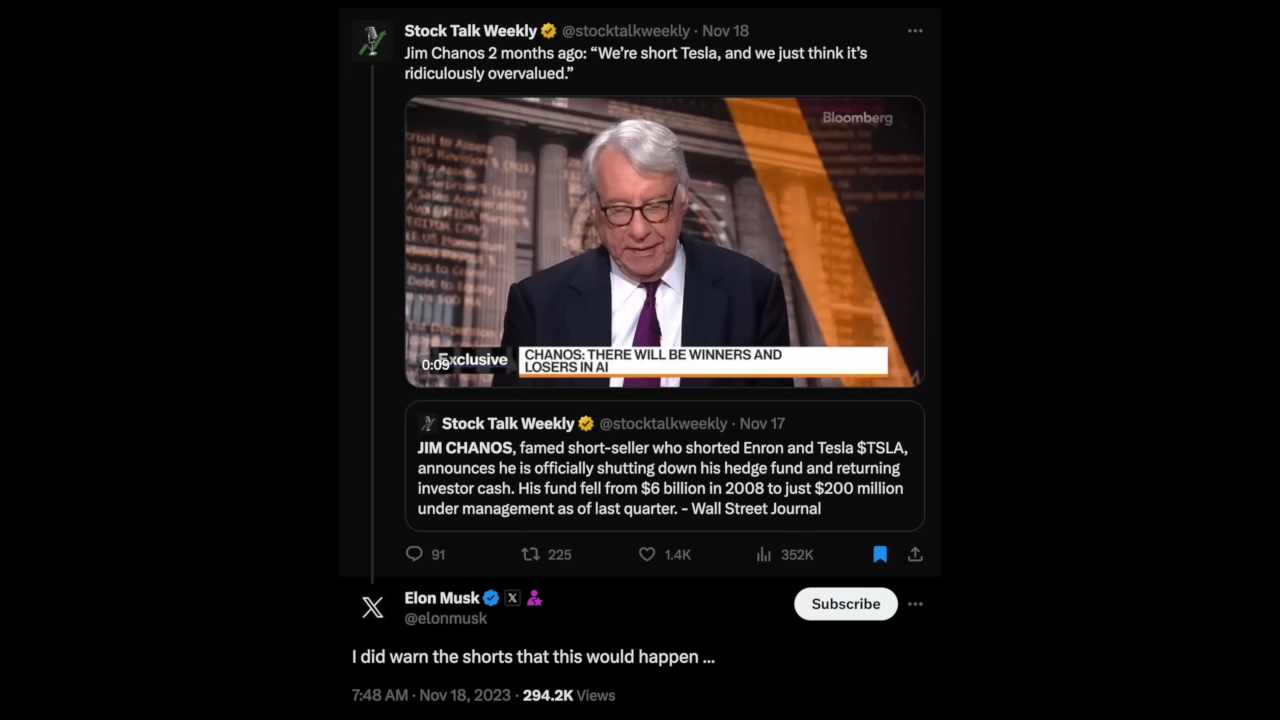 Stock Talk Weekly @stocktalkweekly · Nov 18
Jim Chanos 2 months ago: “We’re short Tesla, and we just think it’s
ridiculously overvalued.”
Bloomberg
Exclusive
CHANOS: THERE WILL BE WINNERS AND
LOSERS IN AI
0:09
Stock Talk Weekly @stocktalkweekly · Nov 17
JIM CHANOS, famed short-seller who shorted Enron and Tesla $TSLA,
announces he is officially shutting down his hedge fund and returning
investor cash. His fund fell from $6 billion in 2008 to just $200 million
under management as of last quarter. - Wall Street Journal
91 225 1.4K 352K
Elon Musk
@elonmusk
Subscribe
I did warn the shorts that this would happen ...
7:48 AM · Nov 18, 2023 · 294.2K Views